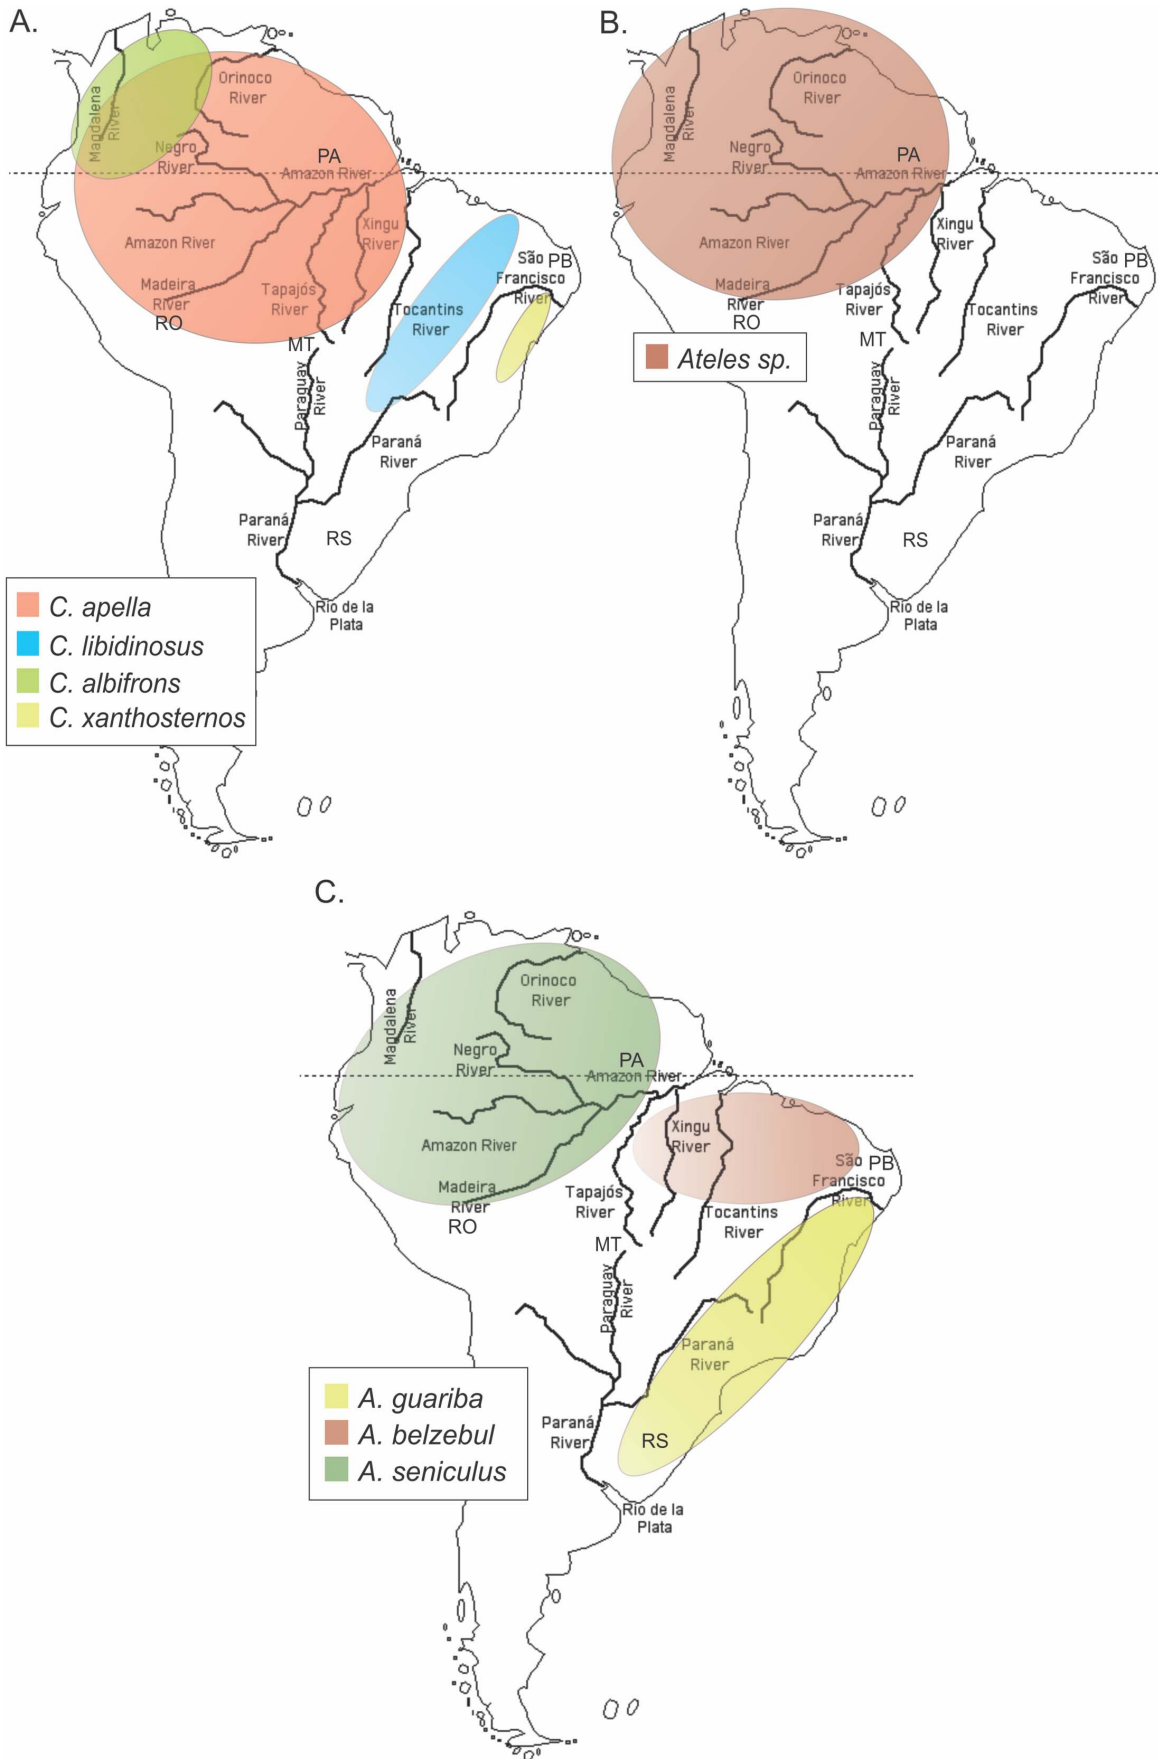 A.
Orinoco
River
Magdalena
River
Negro
River
PA
Amazon River
Xingu
River
Amazon River
Madeira
River
RO
Tapajós
River
MT
Tocantins
River
São PB
Francisco
River
Paraguay
River
Paraná
River
Paraná
River
RS
Rio de la
Plata
C. apella
C. libidinosus
C. albifrons
C. xanthosternos
B.
Orinoco
River
Magdalena
River
Negro
River
PA
Amazon River
Xingu
River
Amazon River
Madeira
River
RO
Tapajós
River
MT
Tocantins
River
São PB
Francisco
River
Ateles sp.
Paraguay
River
Paraná
River
Paraná
River
RS
Rio de la
Plata
C.
Orinoco
River
Magdalena
River
Negro
River
PA
Amazon River
Xingu
River
Amazon River
Madeira
River
RO
Tapajós
River
MT
Tocantins
River
São PB
Francisco
River
Paraguay
River
Paraná
River
Paraná
River
RS
Rio de la
Plata
A. guariba
A. belzebul
A. seniculus